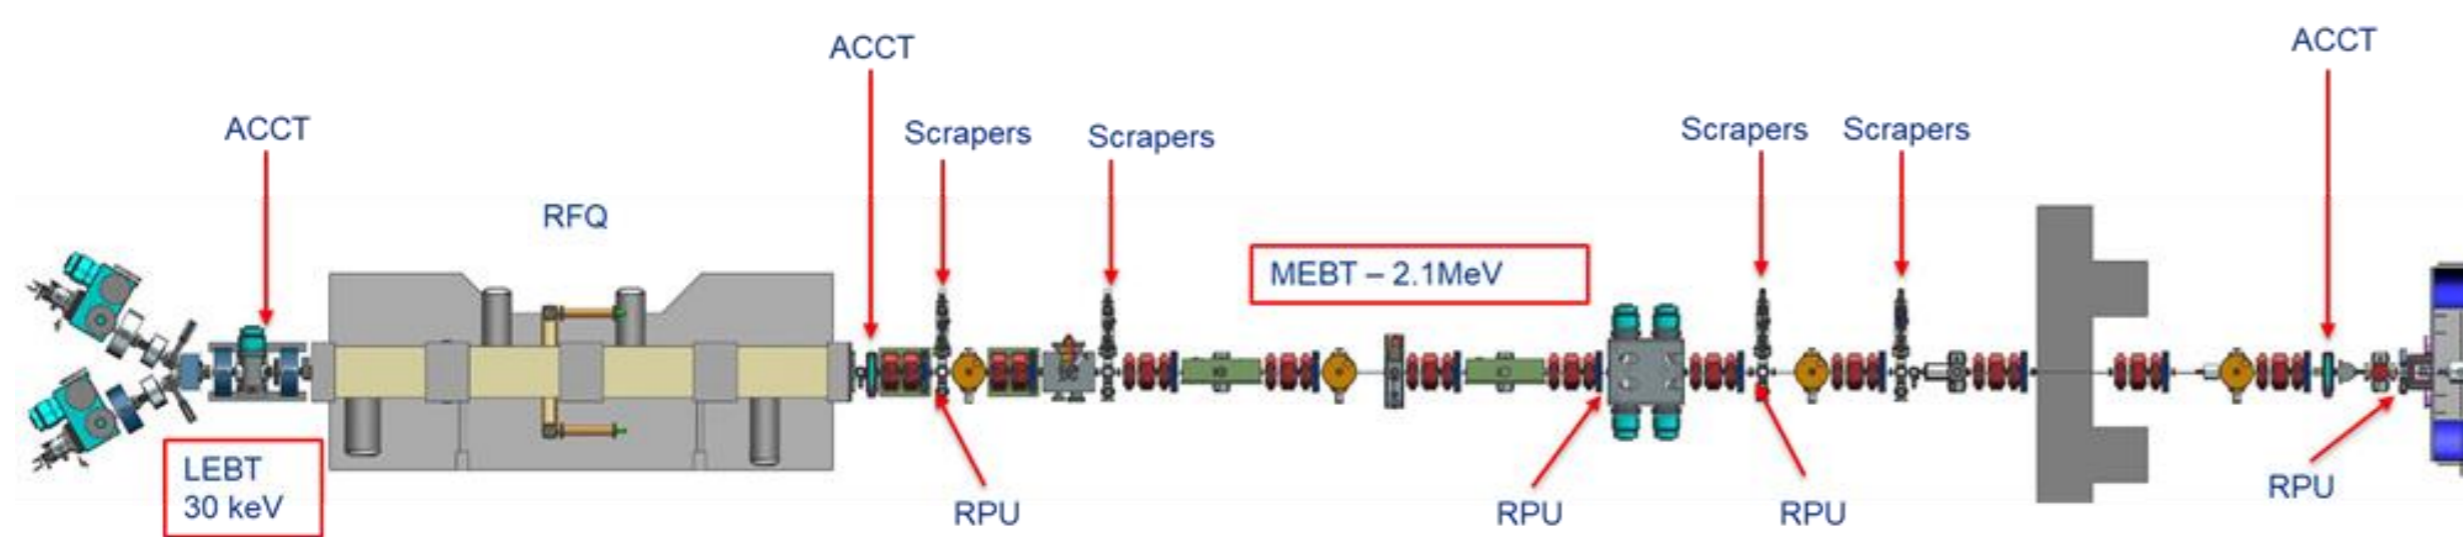 ACCT
ACCT
ACCT
Scrapers
Scrapers
Scrapers
Scrapers
RFQ
MEBT – 2.1MeV
LEBT
30 keV
RPU
RPU
RPU
RPU